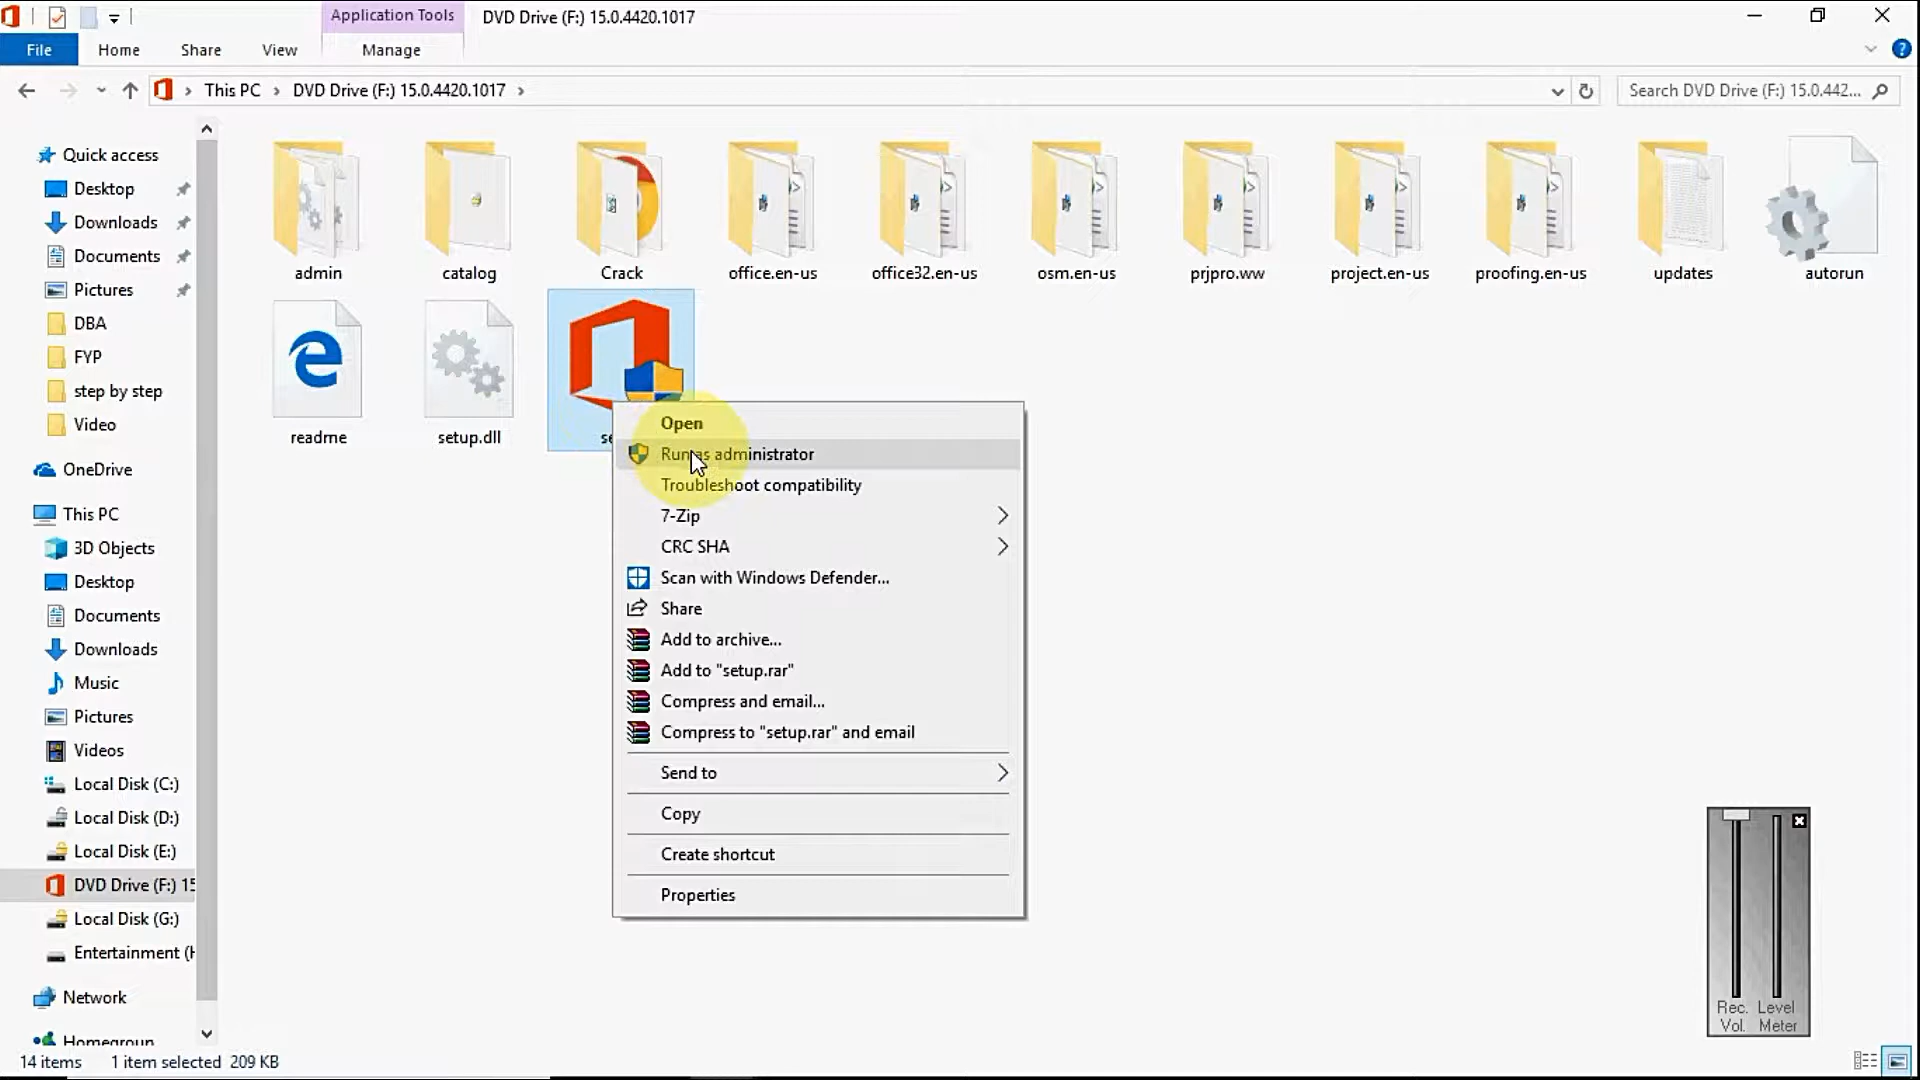 Application Tools
DVD Drive (F:) 15.0.4420.1017
File
Home
Share
View
Manage
This PC
DVD Drive (F:) 15.0.4420.1017
Search DVD Drive (F:) 15.0.442...
Quick access
Desktop
Downloads
Documents
Pictures
DBA
FYP
step by step
Video
OneDrive
This PC
3D Objects
Desktop
Documents
Downloads
Music
Pictures
Videos
Local Disk (C:)
Local Disk (D:)
Local Disk (E:)
DVD Drive (F:) 15
Local Disk (G:)
Entertainment (H
Network
Homegroup
admin
catalog
Crack
office.en-us
office32.en-us
osm.en-us
prjpro.ww
project.en-us
proofing.en-us
updates
autorun
readme
setup.dll
se
Open
Run as administrator
Troubleshoot compatibility
7-Zip
CRC SHA
Scan with Windows Defender...
Share
Add to archive...
Add to "setup.rar"
Compress and email...
Compress to "setup.rar" and email
Send to
Copy
Create shortcut
Properties
Rec. Level
Vol. Meter
14 items
1 item selected 209 KB